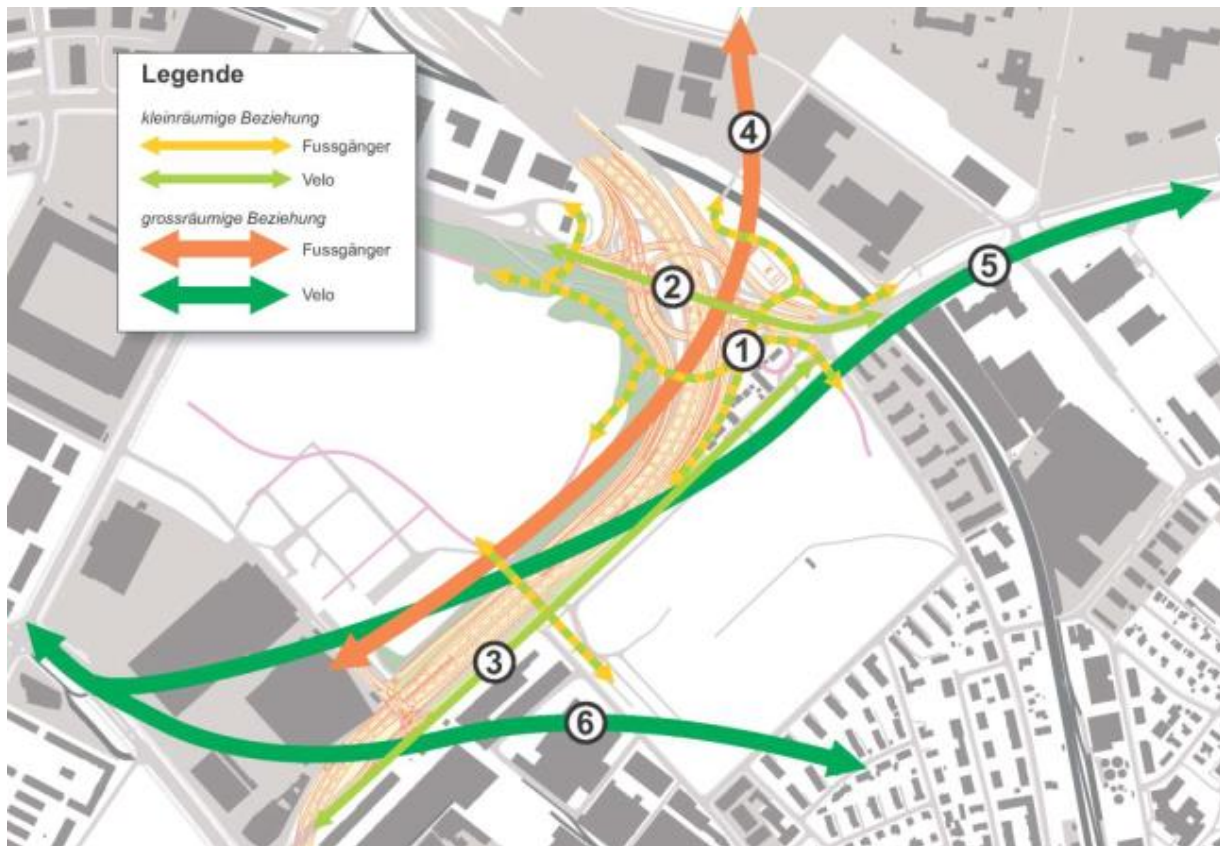 Legende
kleinräumige Beziehung
Fussgänger
Velo
grossräumige Beziehung
Fussgänger
Velo
4
5
2
1
3
6